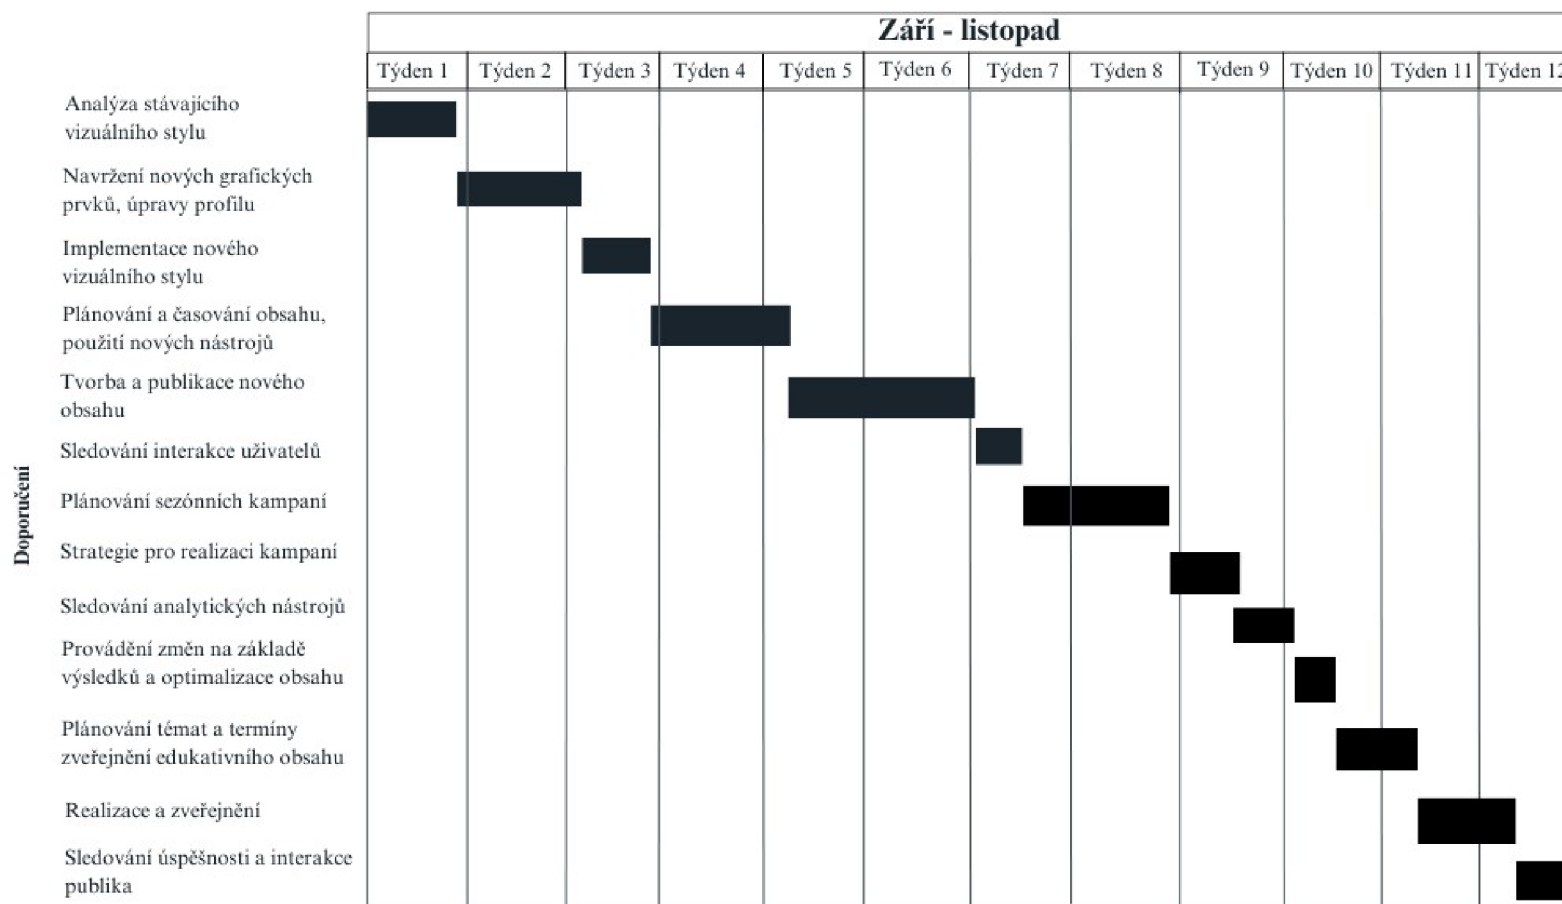 Září - listopad
Týden 1 Týden 2 Týden 3 Týden 4 Týden 5 Týden 6 Týden 7 Týden 8 Týden 9 Týden 10 Týden 11 Týden 12
Doporučení
Analýza stávajícího
vizuálního stylu
Navržení nových grafických
prvků, úpravy profilu
Implementace nového
vizuálního stylu
Plánování a časování obsahu,
použití nových nástrojů
Tvorba a publikace nového
obsahu
Sledování interakce uživatelů
Plánování sezónních kampaní
Strategie pro realizaci kampaní
Sledování analytických nástrojů
Provádění změn na základě
výsledků a optimalizace obsahu
Plánování témat a termíny
zveřejnění edukativního obsahu
Realizace a zveřejnění
Sledování úspěšnosti a interakce
publika